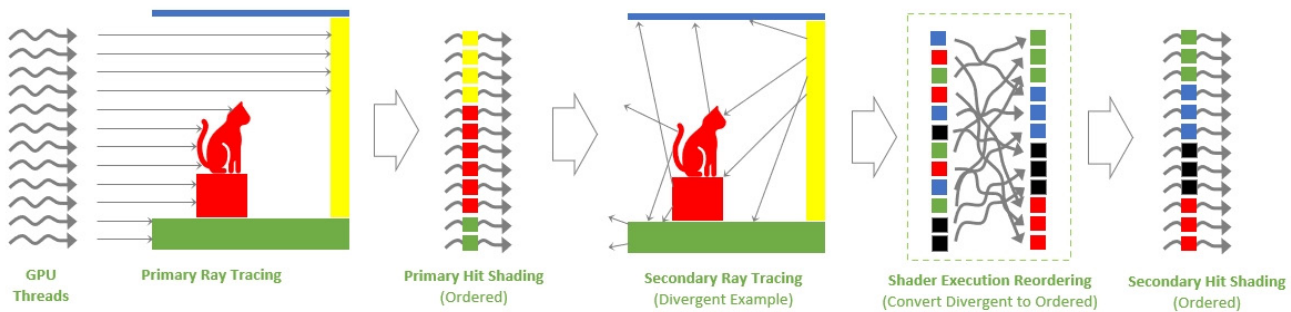 GPU
Threads
Primary Ray Tracing
Primary Hit Shading
(Ordered)
Secondary Ray Tracing
(Divergent Example)
Shader Execution Reordering
(Convert Divergent to Ordered)
Secondary Hit Shading
(Ordered)